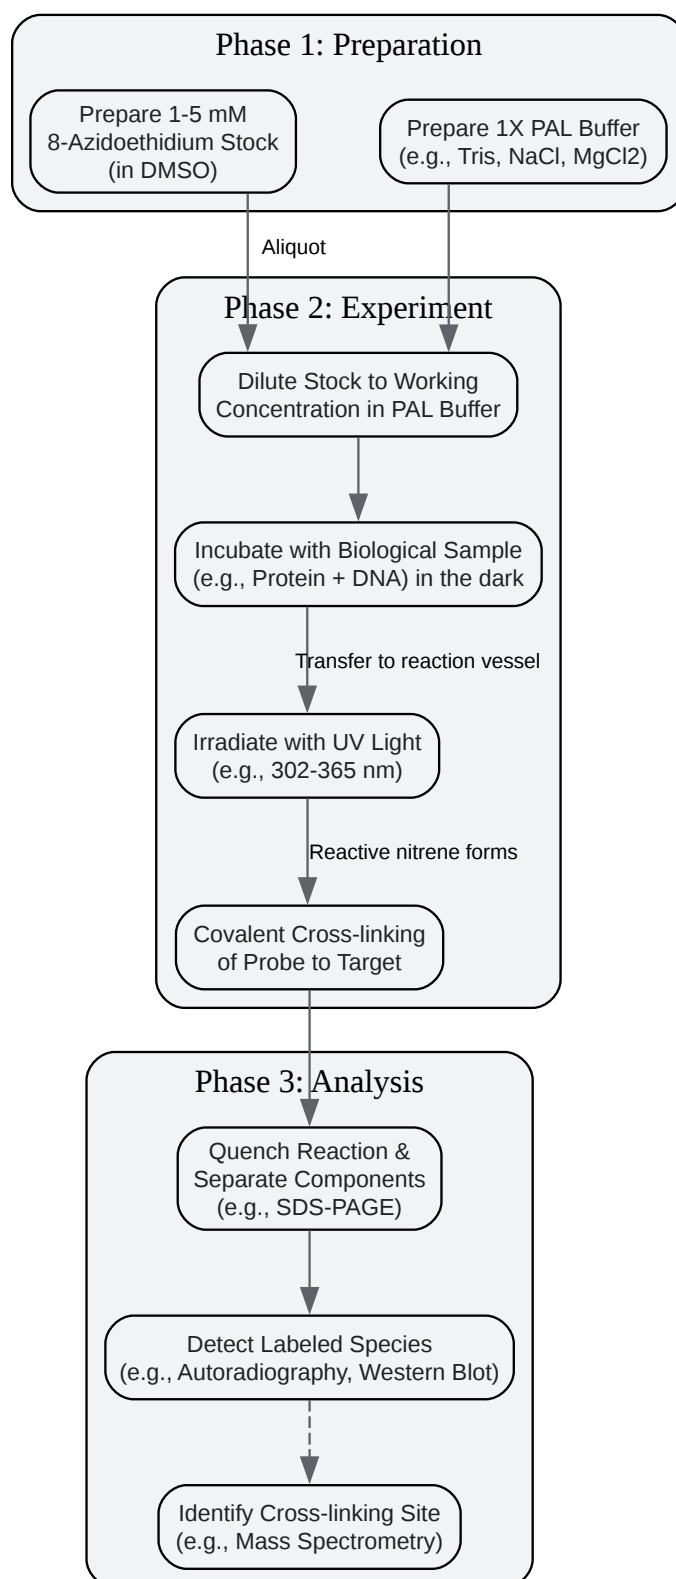 Phase 1: Preparation
Prepare 1-5 mM
8-Azidoethidium Stock
(in DMSO)
Prepare 1X PAL Buffer
(e.g., Tris, NaCl, MgCl2)
Aliquot
Phase 2: Experiment
Dilute Stock to Working
Concentration in PAL Buffer
Incubate with Biological Sample
(e.g., Protein + DNA) in the dark
Transfer to reaction vessel
Irradiate with UV Light
(e.g., 302-365 nm)
Reactive nitrene forms
Covalent Cross-linking
of Probe to Target
Phase 3: Analysis
Quench Reaction &
Separate Components
(e.g., SDS-PAGE)
Detect Labeled Species
(e.g., Autoradiography, Western Blot)
Identify Cross-linking Site
(e.g., Mass Spectrometry)